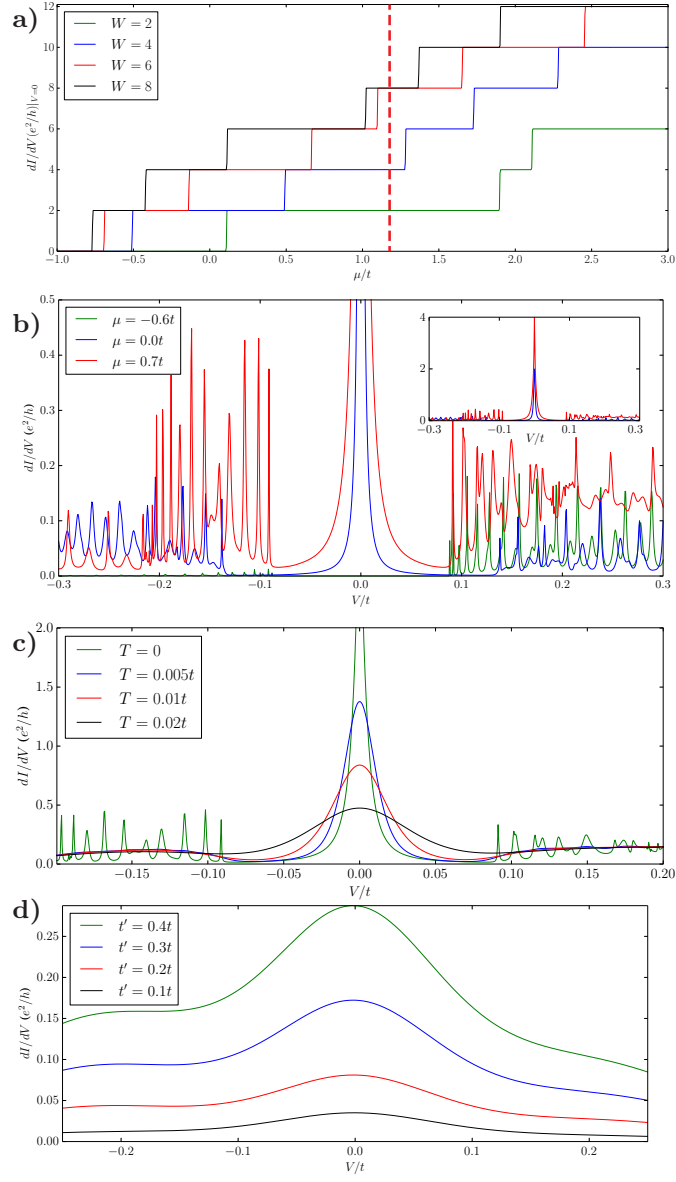 a)
12
10
8
6
4
2
0
dI/dV(e²/h)|V=0
W = 2
W = 4
W = 6
W = 8
−1.0 −0.5 0.0 0.5 1.0 1.5 2.0 2.5 3.0
μ/t
b)
0.5
0.4
0.3
0.2
0.1
0.0
dI/dV (e²/h)
μ = −0.6t
μ = 0.0t
μ = 0.7t
4
2
0
−0.3 −0.1 0.1 0.3
V/t
−0.3 −0.2 −0.1 0.0 0.1 0.2 0.3
V/t
c)
2.0
1.5
1.0
0.5
0.0
dI/dV (e²/h)
T = 0
T = 0.005t
T = 0.01t
T = 0.02t
−0.15 −0.10 −0.05 0.00 0.05 0.10 0.15 0.20
V/t
d)
0.25
0.20
0.15
0.10
0.05
0.00
dI/dV (e²/h)
t′ = 0.4t
t′ = 0.3t
t′ = 0.2t
t′ = 0.1t
−0.2 −0.1 0.0 0.1 0.2
V/t